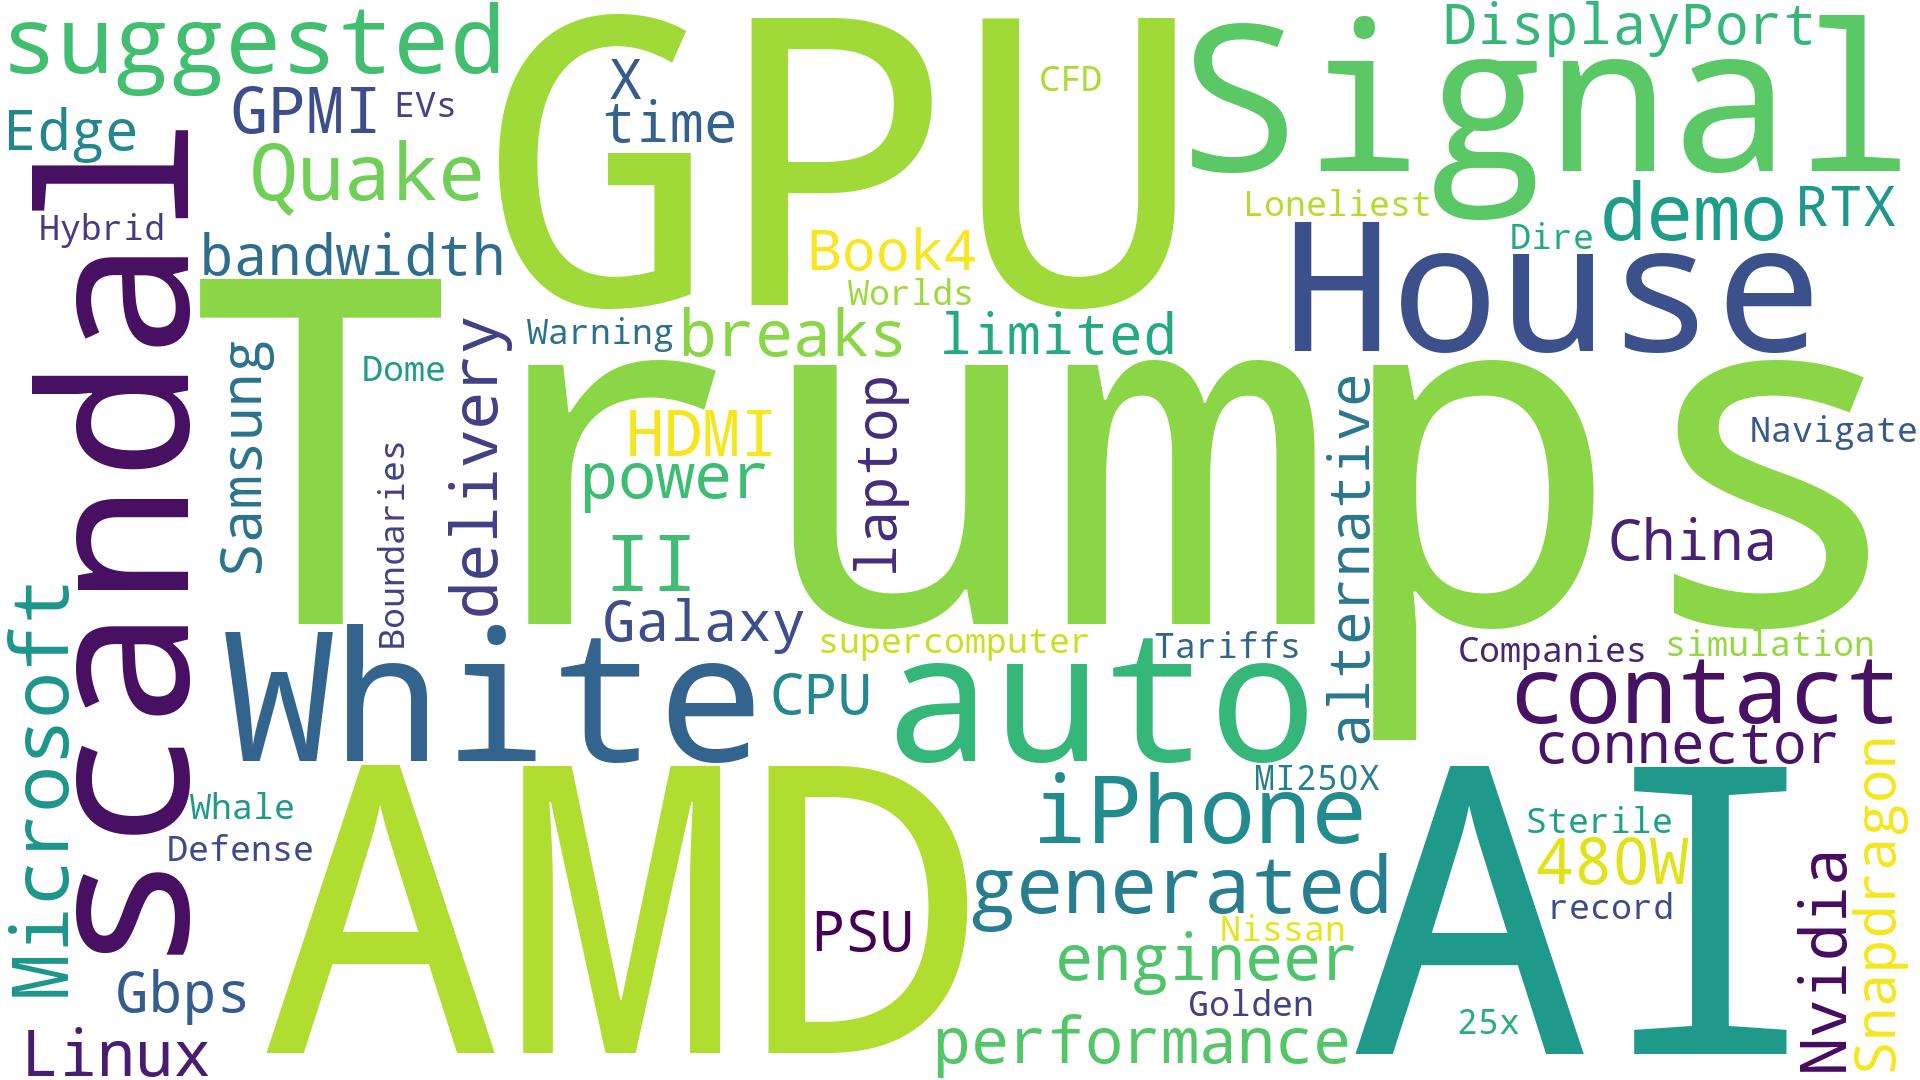 suggested
GPU
Signal
DisplayPort
X
CFD
GPMI
EVs
time
Edge
Quake
scandal
Hybrid
Loneliest
demo
RTX
bandwidth
Book4
Dire
House
Worlds
Trumps
Warning
breaks
limited
Samsung
Dome
delivery
HDMI
laptop
alternative
Navigate
power
Boundaries
II
China
Microsoft
Galaxy
supercomputer
Tariffs
Companies
simulation
White
CPU
auto
contact
connector
AMD
iPhone
MI250X
AI
Snapdragon
Whale
Sterile
Defense
480W
generated
record
Nvidia
PSU
Nissan
engineer
Gbps
Golden
25x
Linux
performance